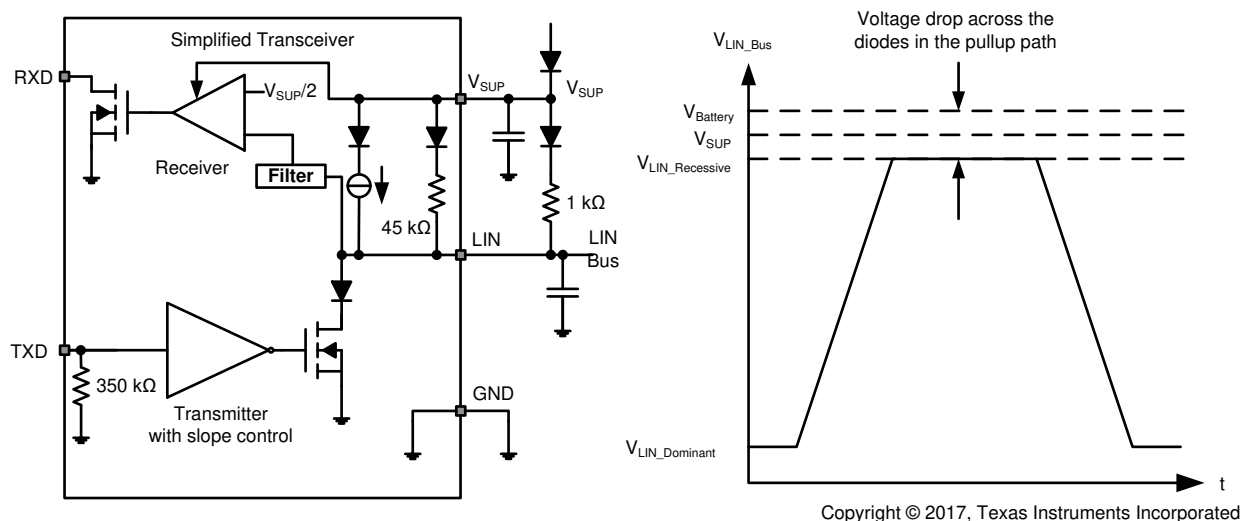 Simplified Transceiver
RXD
VSUP/2
VSUP
VSUP
Receiver
Filter
45 kΩ
1 kΩ
LIN
LIN
Bus
TXD
350 kΩ
Transmitter
with slope control
GND
Voltage drop across the
diodes in the pullup path
VLIN_Bus
VBattery
VSUP
VLIN_Recessive
VLIN_Dominant
t
Copyright © 2017, Texas Instruments Incorporated